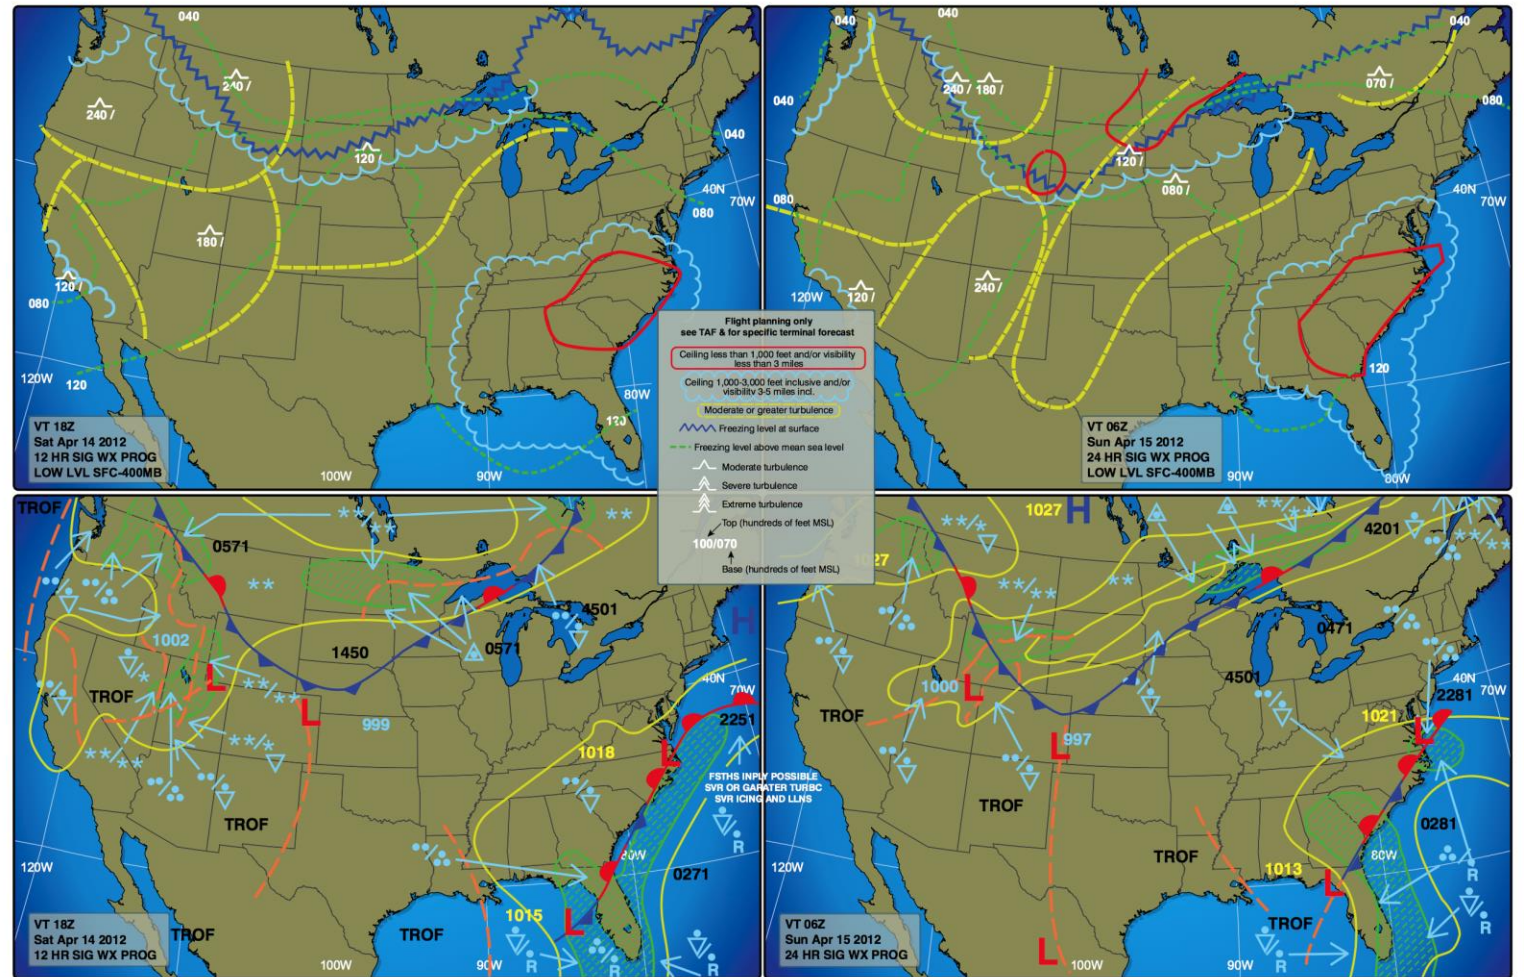 040
240 /
240 /
120 /
040
40N
70W
080
180 /
120 /
080
120W
120
80W
120
100W
90W
VT 18Z
Sat Apr 14 2012
12 HR SIG WX PROG
LOW LVL SFC-400MB
040
040
040
240 /
180 /
070 /
080
040
120 /
080 /
40N
70W
080
240 /
120W
120 /
120
100W
90W
80W
VT 06Z
Sun Apr 15 2012
24 HR SIG WX PROG
LOW LVL SFC-400MB
Flight planning only
see TAF & for specific terminal forecast
Ceiling less than 1,000 feet and/or visibility
less than 3 miles
Ceiling 1,000-3,000 feet inclusive and/or
visibility 3-5 miles incl.
Moderate or greater turbulence
Freezing level at surface
Freezing level above mean sea level
Moderate turbulence
Severe turbulence
Extreme turbulence
Top (hundreds of feet MSL)
100/070
Base (hundreds of feet MSL)
TROF
0571
4501
H
1002
1450
0571
L
TROF
40N
70W
L
999
2251
1018
L
FSTHS INPLY POSSIBLE
SVR OR GARATER TURBC
SVR ICING AND LLNS
TROF
R
80W
120W
0271
1015
L
TROF
TROF
R
R
R
100W
90W
VT 18Z
Sat Apr 14 2012
12 HR SIG WX PROG
1027
H
4201
1027
0471
1000
L
4501
40N
70W
2281
TROF
1021
L
L
997
TROF
0281
TROF
80W
R
120W
1013
L
R
TROF
L
R
R
100W
90W
VT 06Z
Sun Apr 15 2012
24 HR SIG WX PROG